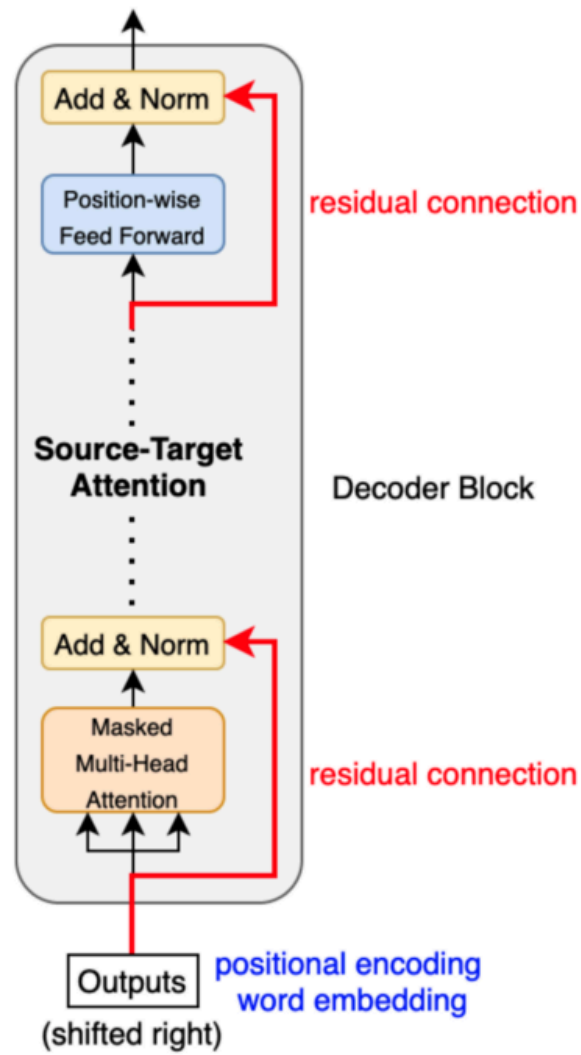 Add & Norm
Position-wise
Feed Forward
residual connection
Source-Target
Attention
Decoder Block
Add & Norm
Masked
Multi-Head
Attention
residual connection
Outputs
(shifted right)
positional encoding
word embedding